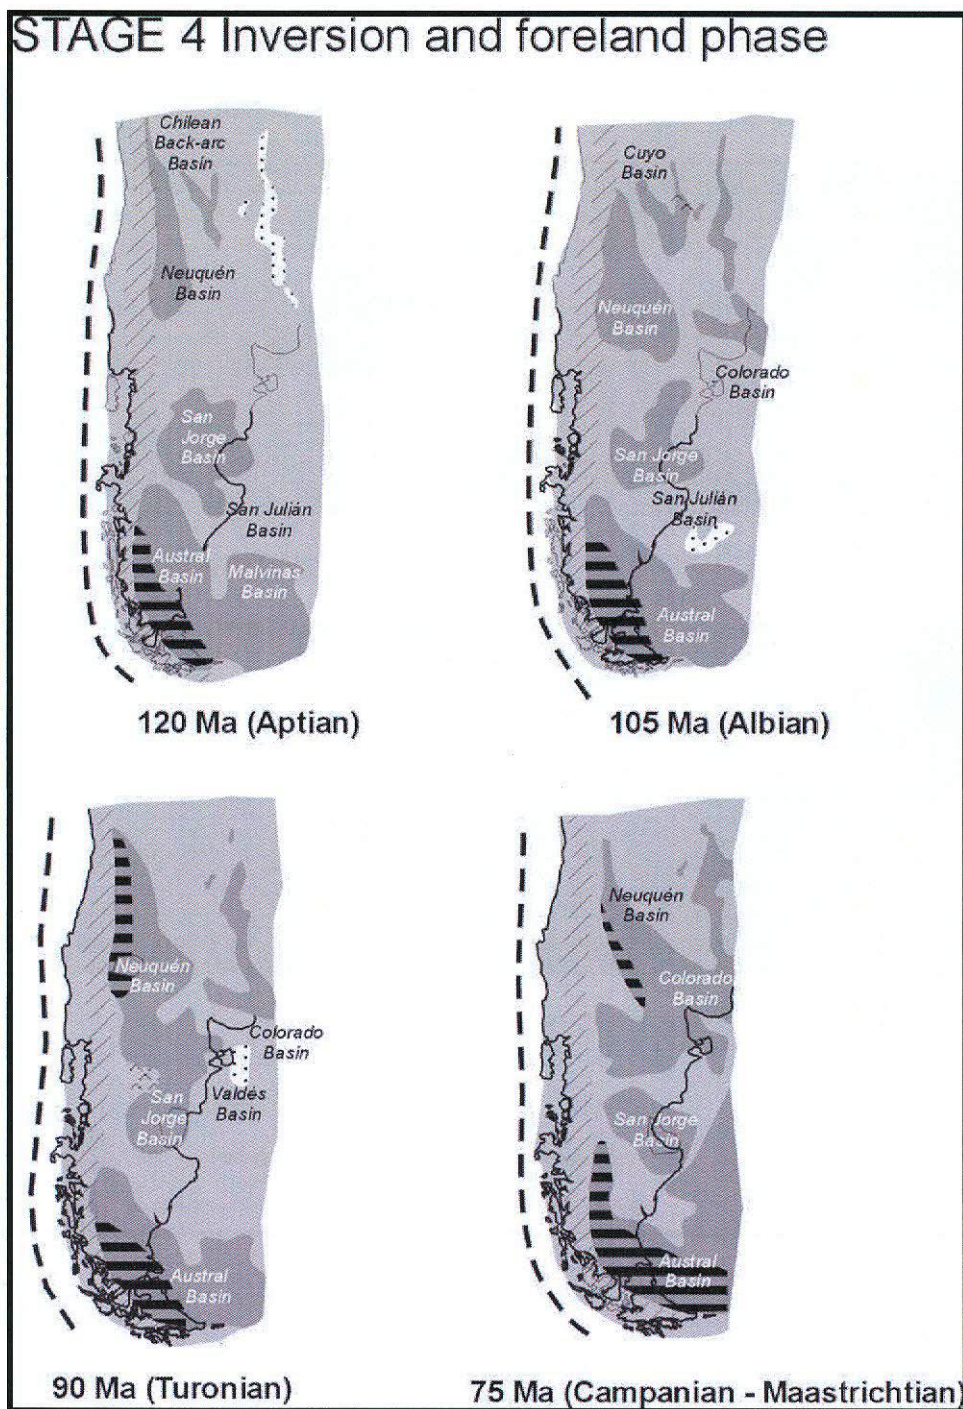 STAGE 4 Inversion and foreland phase
Chilean
Back-arc
Basin
Neuquén
Basin
San
Jorge
Basin
San Julián
Basin
Austral
Basin
Malvinas
Basin
120 Ma (Aptian)
Cuyo
Basin
Neuquén
Basin
Colorado
Basin
San Jorge
Basin
San Julián
Basin
Austral
Basin
105 Ma (Albian)
Neuquén
Basin
Colorado
Basin
Valdés
Basin
San
Jorge
Basin
Austral
Basin
90 Ma (Turonian)
Neuquén
Basin
Colorado
Basin
San Jorge
Basin
Austral
Basin
75 Ma (Campanian - Maastrichtian)